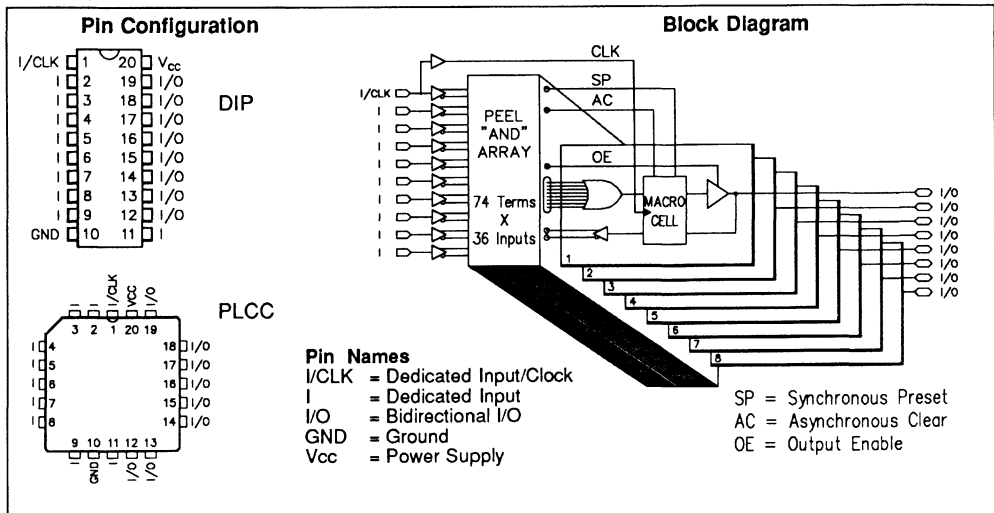 Pin Configuration
I/CLK 1 20 Vcc
I 2 19 I/O
I 3 18 I/O
I 4 17 I/O
I 5 16 I/O
I 6 15 I/O
I 7 14 I/O
I 8 13 I/O
I 9 12 I/O
GND 10 11 I
DIP
PLCC
I I I/CLK VCC I/O
3 2 1 20 19
I 4 18 I/O
I 5 17 I/O
I 6 16 I/O
I 7 15 I/O
I 8 14 I/O
9 10 11 12 13
I GND I I/O I/O
Block Diagram
CLK
SP
AC
OE
I/CLK
I
I
I
I
I
I
I
I
I
PEEL
"AND"
ARRAY
74 Terms
X
36 Inputs
MACRO
CELL
1
2
3
4
5
6
7
8
I/O
I/O
I/O
I/O
I/O
I/O
I/O
I/O
Pin Names
I/CLK = Dedicated Input/Clock
I = Dedicated Input
I/O = Bidirectional I/O
GND = Ground
Vcc = Power Supply
SP = Synchronous Preset
AC = Asynchronous Clear
OE = Output Enable